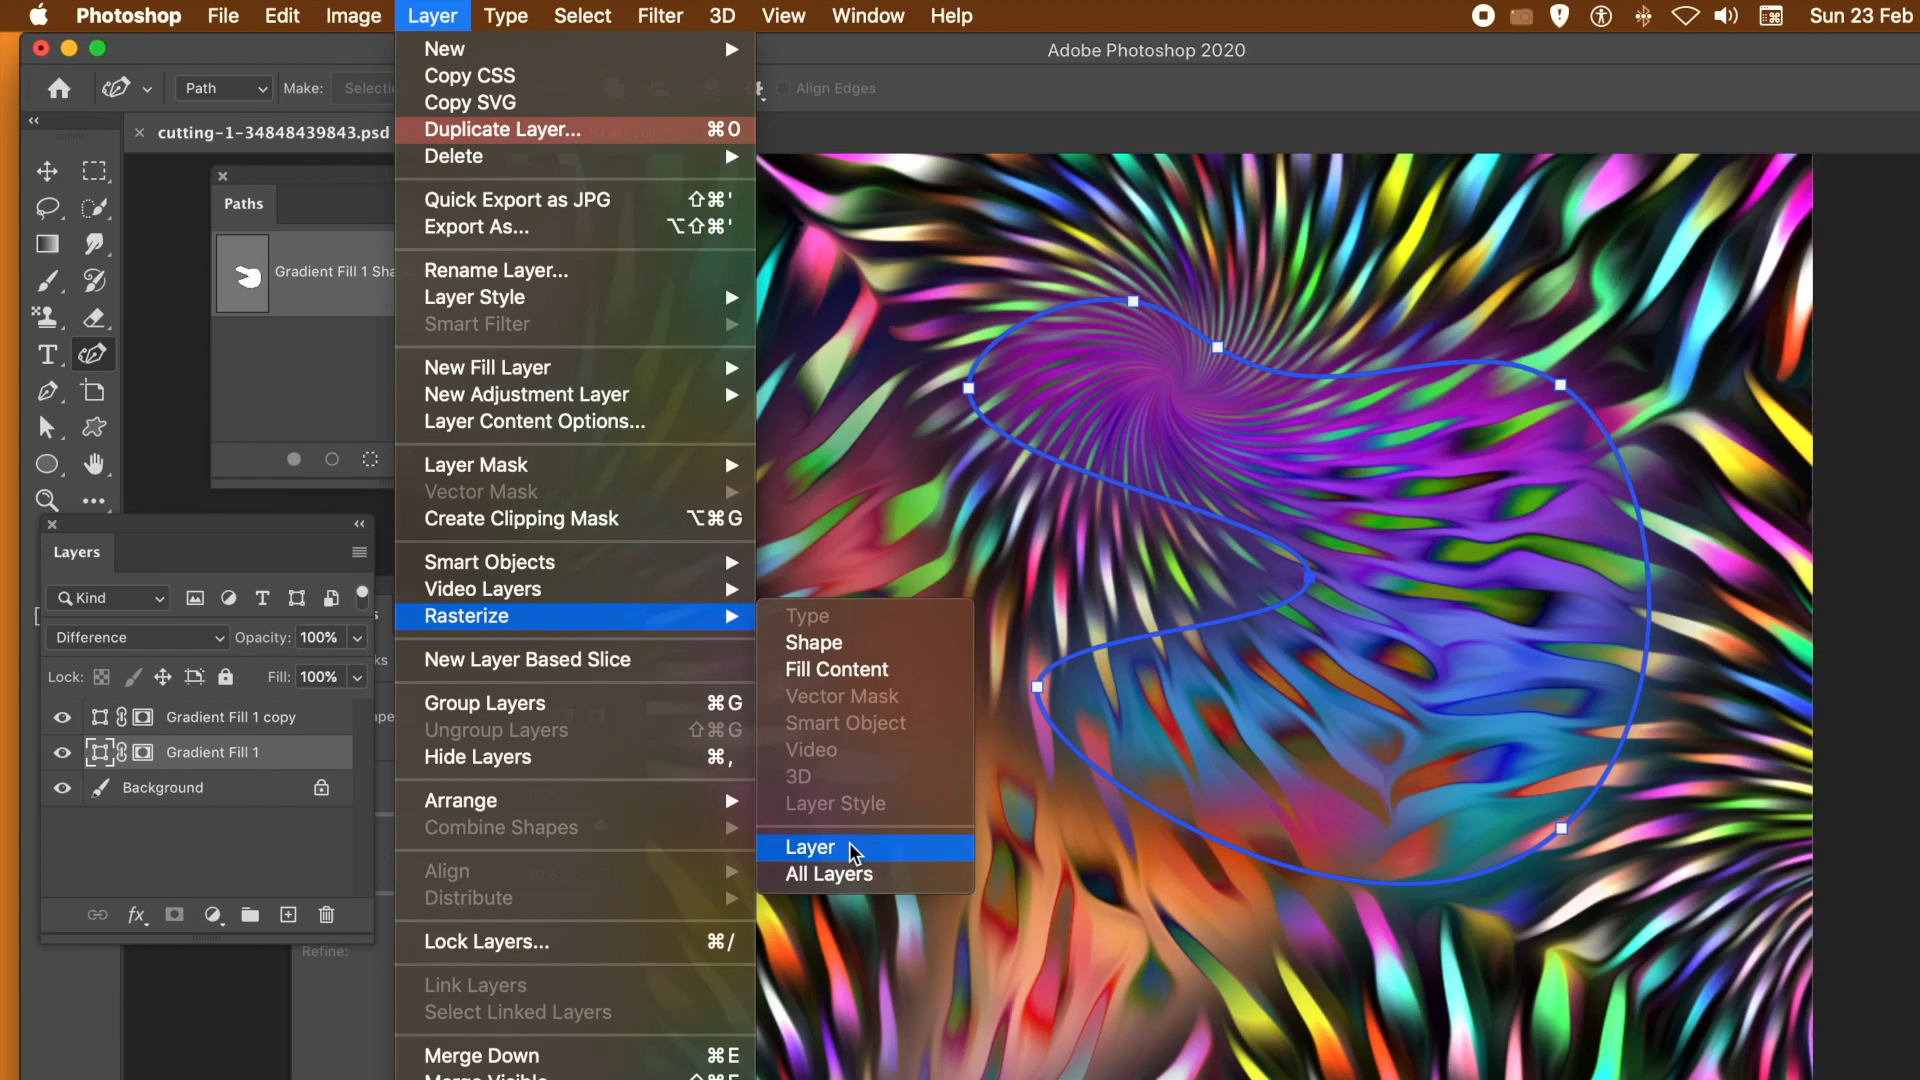 Photoshop File Edit Image Layer Type Select Filter 3D View Window Help Sun 23 Feb
Adobe Photoshop 2020
Path Make: Selecti Align Edges
cutting-1-34848439843.psd
Paths
Gradient Fill 1 Sha
Layers
Kind
Difference Opacity: 100%
Lock: Fill: 100%
Gradient Fill 1 copy
Gradient Fill 1
Background
Refine:
New
Copy CSS
Copy SVG
Duplicate Layer... ⌘0
Delete
Quick Export as JPG ⇧⌘'
Export As... ⌥⇧⌘'
Rename Layer...
Layer Style
Smart Filter
New Fill Layer
New Adjustment Layer
Layer Content Options...
Layer Mask
Vector Mask
Create Clipping Mask ⌥⌘G
Smart Objects
Video Layers
Rasterize
New Layer Based Slice
Group Layers ⌘G
Ungroup Layers ⇧⌘G
Hide Layers ⌘,
Arrange
Combine Shapes
Align
Distribute
Lock Layers... ⌘/
Link Layers
Select Linked Layers
Merge Down ⌘E
Type
Shape
Fill Content
Vector Mask
Smart Object
Video
3D
Layer Style
Layer
All Layers